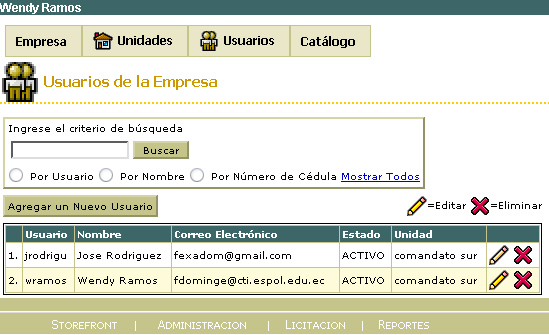 Wendy Ramos
Empresa Unidades Usuarios Catálogo
Usuarios de la Empresa
Ingrese el criterio de búsqueda
Buscar
Por Usuario Por Nombre Por Número de Cédula Mostrar Todos
Agregar un Nuevo Usuario =Editar =Eliminar
Usuario Nombre Correo Electrónico Estado Unidad
1. jrodrigu Jose Rodriguez fexadom@gmail.com ACTIVO comandato sur
2. wramos Wendy Ramos fdominge@cti.espol.edu.ec ACTIVO comandato sur
STOREFRONT | ADMINISTRACION | LICITACION | REPORTES